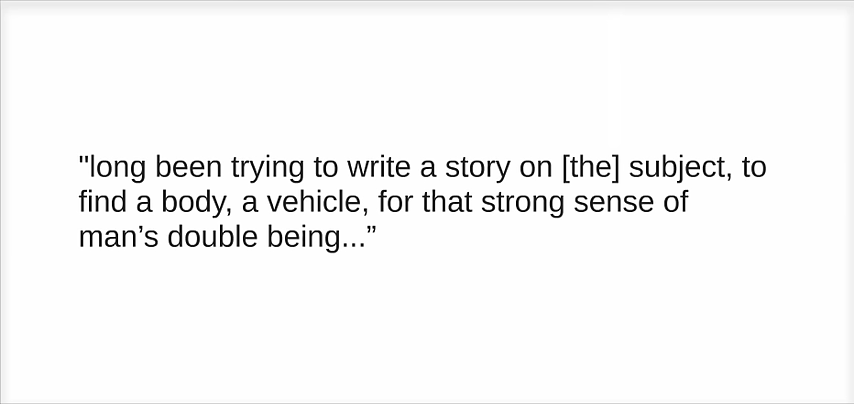 "long been trying to write a story on [the] subject, to
find a body, a vehicle, for that strong sense of
man’s double being...”